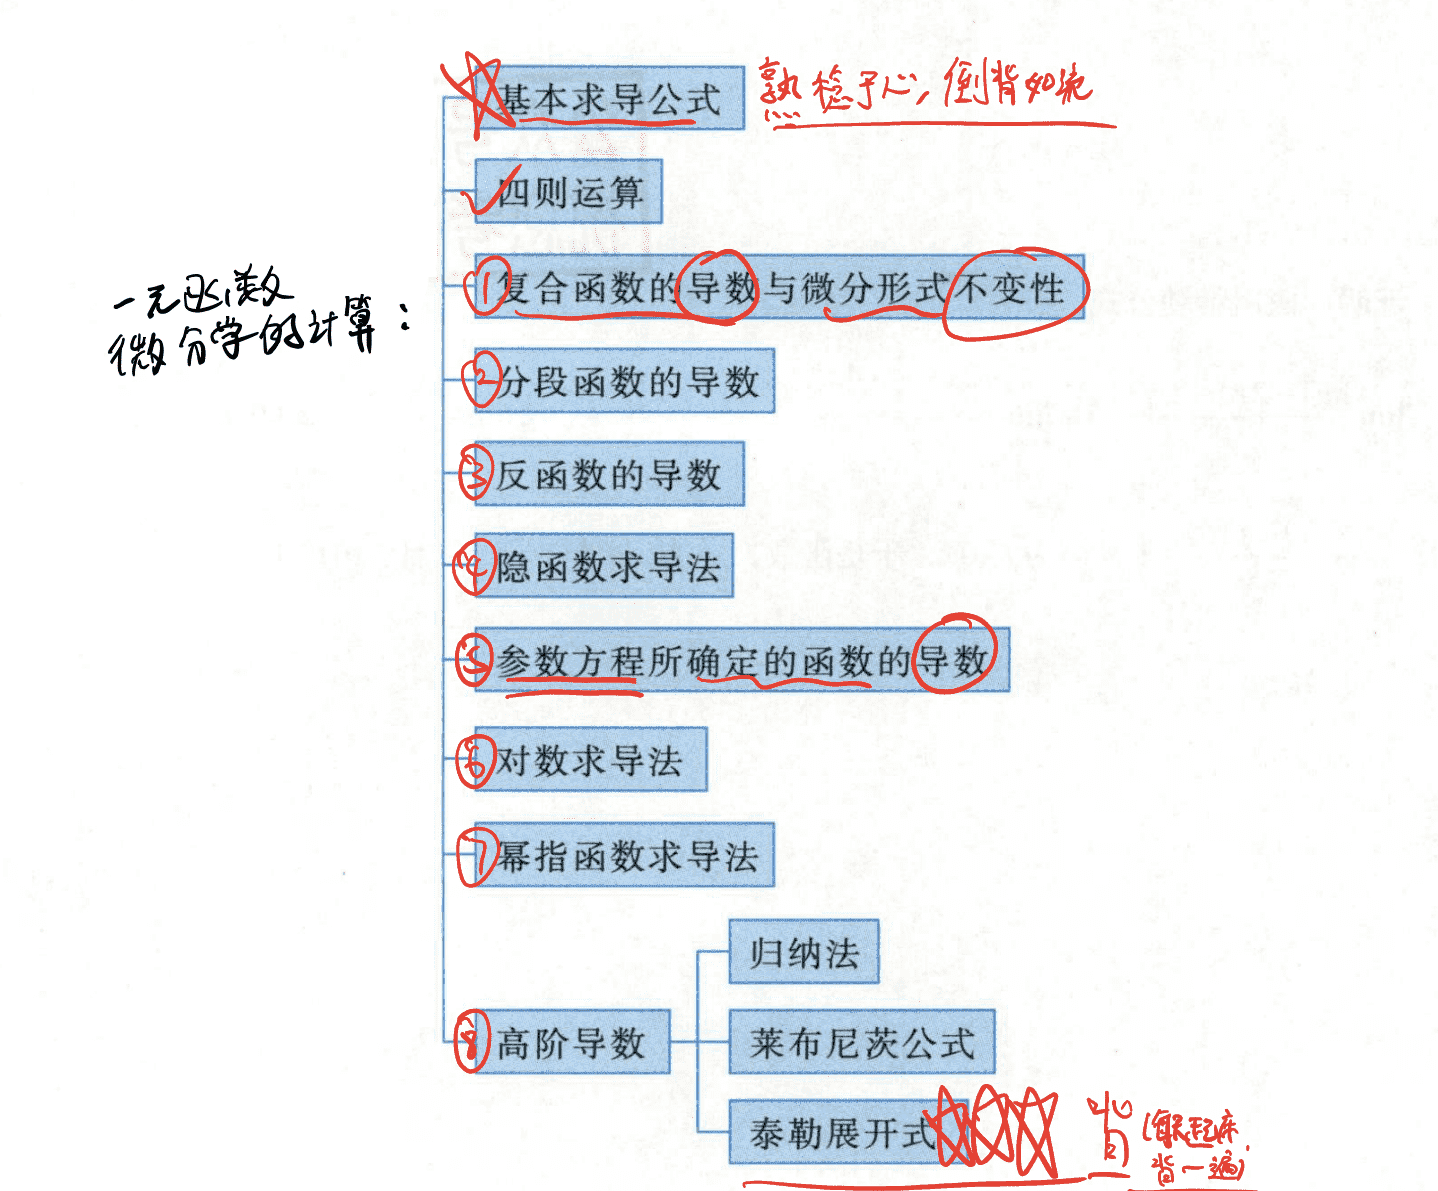 基本求导公式 熟稔于心,倒背如流
四则运算
一元函数
微分学的计算:
①复合函数的导数与微分形式不变性
②分段函数的导数
③反函数的导数
④隐函数求导法
⑤参数方程所确定的函数的导数
⑥对数求导法
⑦幂指函数求导法
⑧高阶导数
归纳法
莱布尼茨公式
泰勒展开式 背
背一遍)